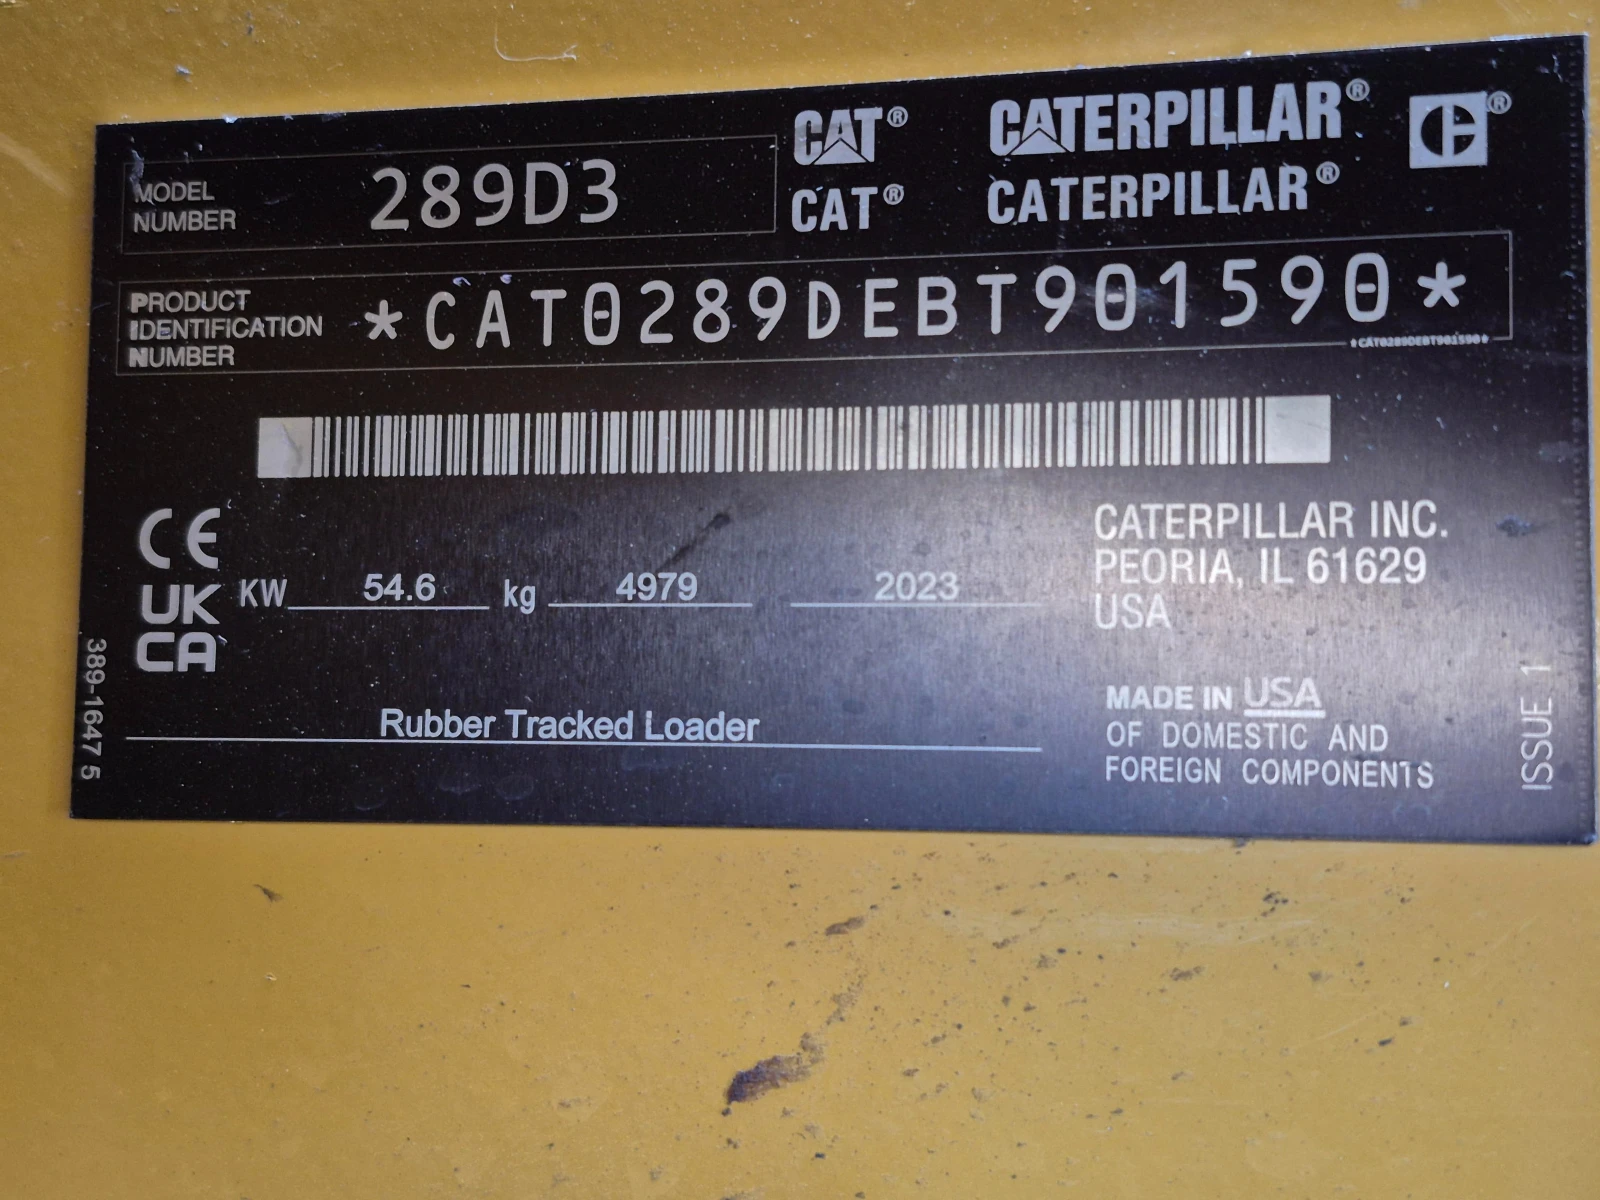 MODEL NUMBER 289D3
CAT® CATERPILLAR® ®
CAT® CATERPILLAR®
PRODUCT IDENTIFICATION NUMBER *CAT0289DEBT901590*
*CAT0289DEBT901590*
CE
UK
CA
KW 54.6 kg 4979 2023
CATERPILLAR INC.
PEORIA, IL 61629
USA
Rubber Tracked Loader
MADE IN USA
OF DOMESTIC AND
FOREIGN COMPONENTS
389-1647 5
ISSUE 1